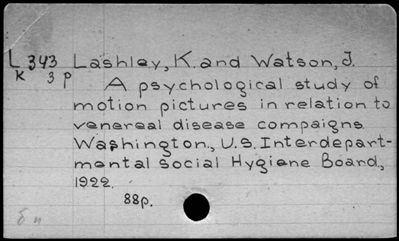 L 343 Lashley, K. and Watson, J.
K 3 p
A psychological study of
motion pictures in relation to
venereal disease compaigns
Washington., U.S. Interdepart-
mental Social Hygiene Board,
1922.
88p.